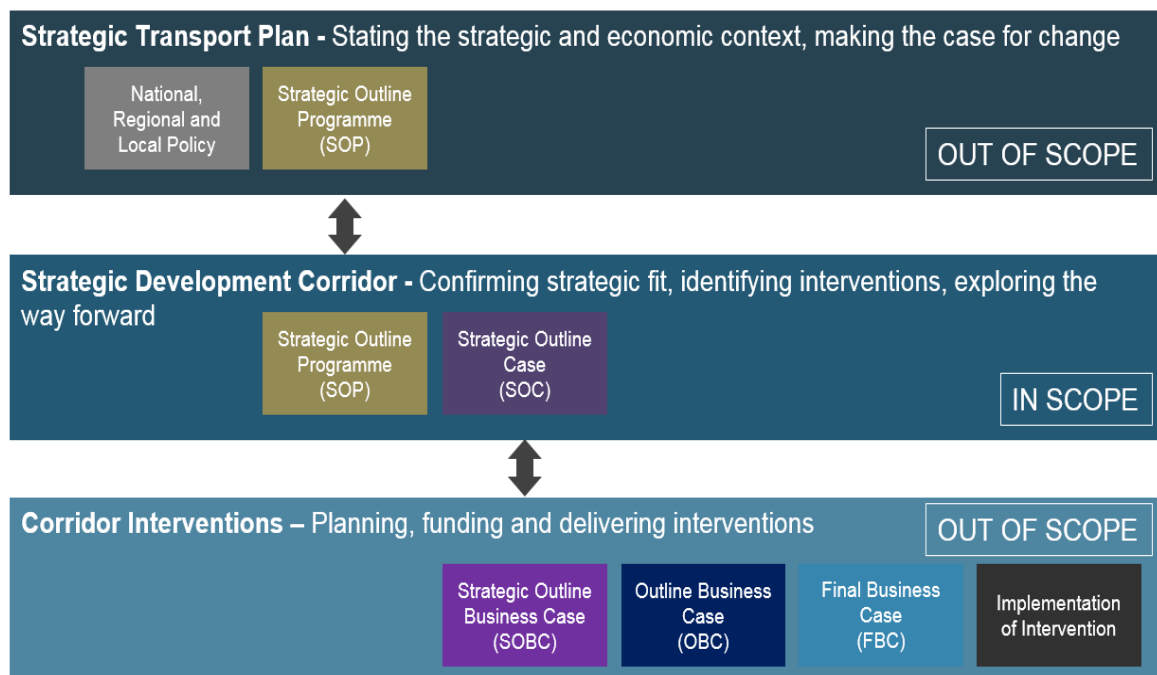 Strategic Transport Plan - Stating the strategic and economic context, making the case for change
National,
Regional and
Local Policy
Strategic Outline
Programme
(SOP)
OUT OF SCOPE
Strategic Development Corridor - Confirming strategic fit, identifying interventions, exploring the
way forward
Strategic Outline
Programme
(SOP)
Strategic Outline
Case
(SOC)
IN SCOPE
Corridor Interventions – Planning, funding and delivering interventions
OUT OF SCOPE
Strategic Outline
Business Case
(SOBC)
Outline Business
Case
(OBC)
Final Business
Case
(FBC)
Implementation
of Intervention